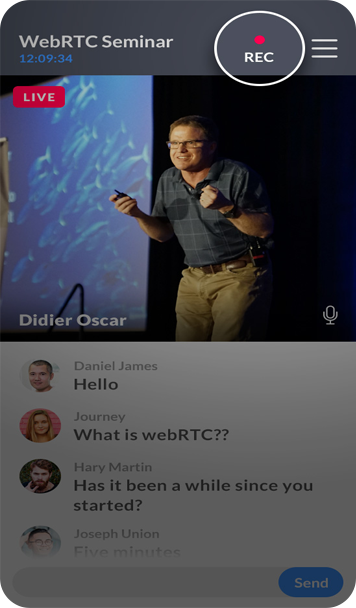 WebRTC Seminar
12:09:34
REC
LIVE
Didier Oscar
Daniel James
Hello
Journey
What is webRTC??
Hary Martin
Has it been a while since you
started?
Joseph Union
Five minutes
Send